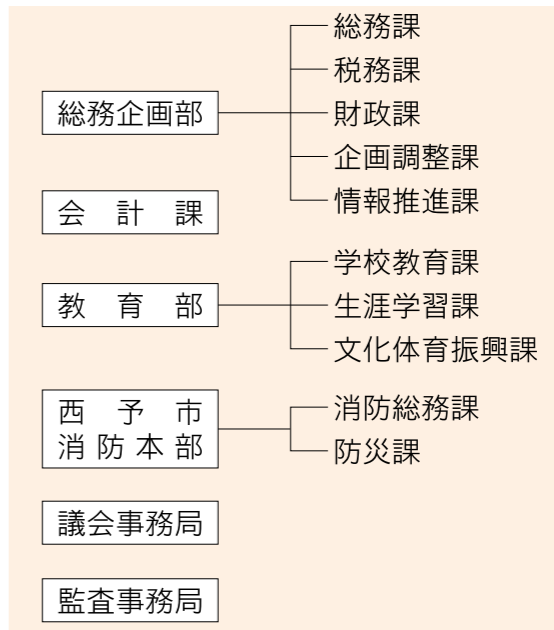 総務企画部
総務課
税務課
財政課
企画調整課
情報推進課
会計課
教育部
学校教育課
生涯学習課
文化体育振興課
西予市
消防本部
消防総務課
防災課
議会事務局
監査事務局